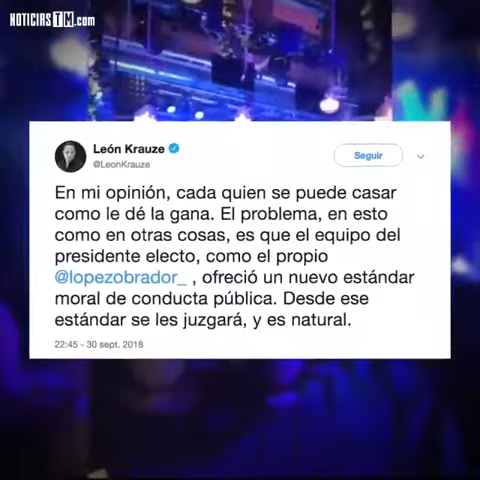 NOTICIAS TM.com
León Krauze
@LeonKrauze
Seguir
En mi opinión, cada quien se puede casar
como le dé la gana. El problema, en esto
como en otras cosas, es que el equipo del
presidente electo, como el propio
@lopezobrador_ , ofreció un nuevo estándar
moral de conducta pública. Desde ese
estándar se les juzgará, y es natural.
22:45 - 30 sept. 2018